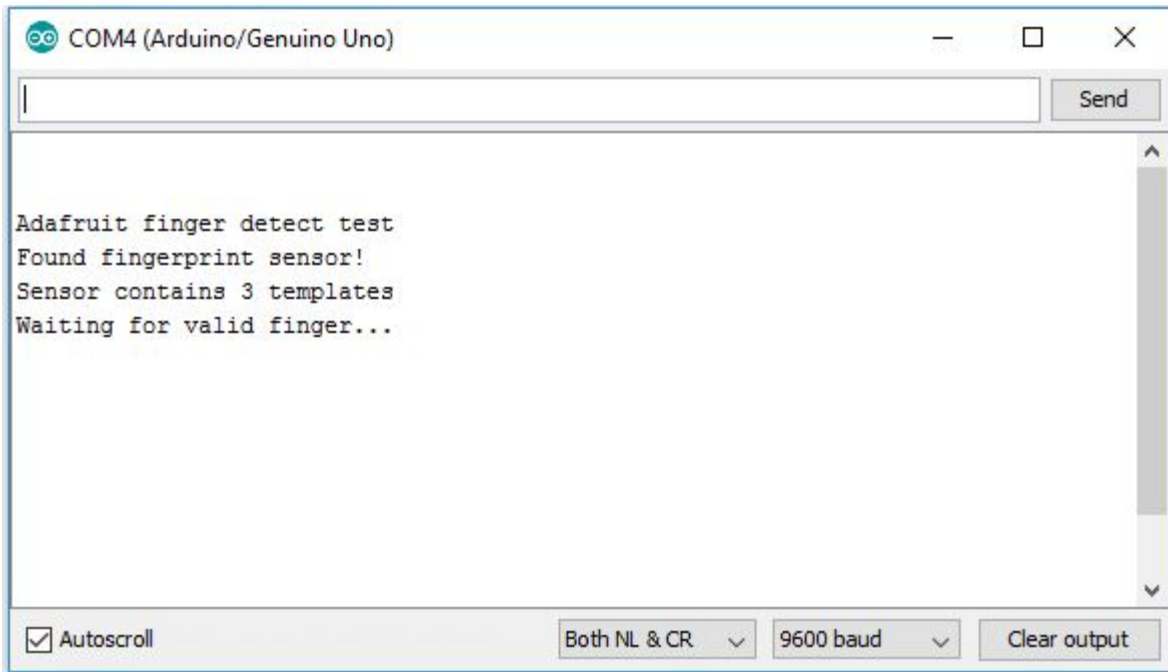 COM4 (Arduino/Genuino Uno)
Send
Adafruit finger detect test
Found fingerprint sensor!
Sensor contains 3 templates
Waiting for valid finger...
Autoscroll
Both NL & CR
9600 baud
Clear output